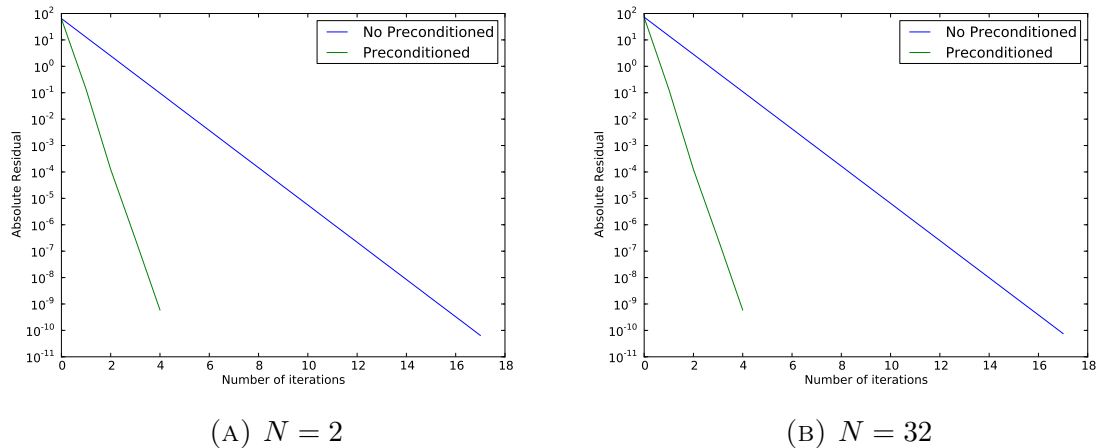 10^2
10^1
10^0
10^-1
10^-2
10^-3
10^-4
10^-5
10^-6
10^-7
10^-8
10^-9
10^-10
10^-11
Absolute Residual
No Preconditioned
Preconditioned
0 2 4 6 8 10 12 14 16 18
Number of iterations
(A) N = 2
10^2
10^1
10^0
10^-1
10^-2
10^-3
10^-4
10^-5
10^-6
10^-7
10^-8
10^-9
10^-10
10^-11
Absolute Residual
No Preconditioned
Preconditioned
0 2 4 6 8 10 12 14 16 18
Number of iterations
(B) N = 32